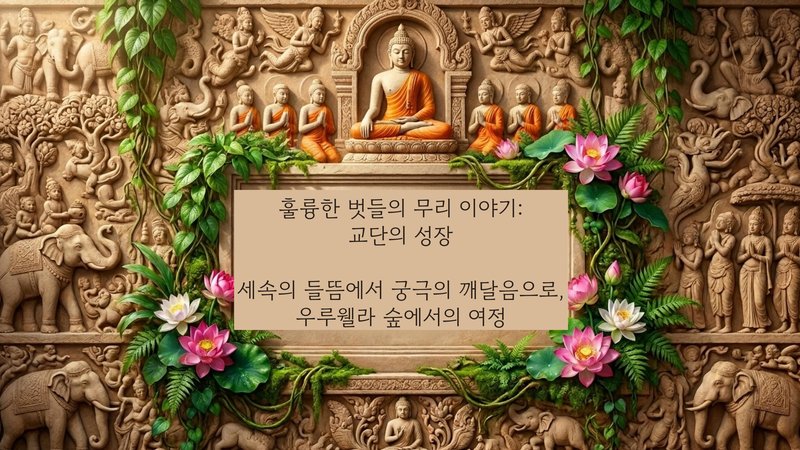 훌륭한 벗들의 무리 이야기:
교단의 성장
세속의 들뜸에서 궁극의 깨달음으로,
우루웰라 숲에서의 여정